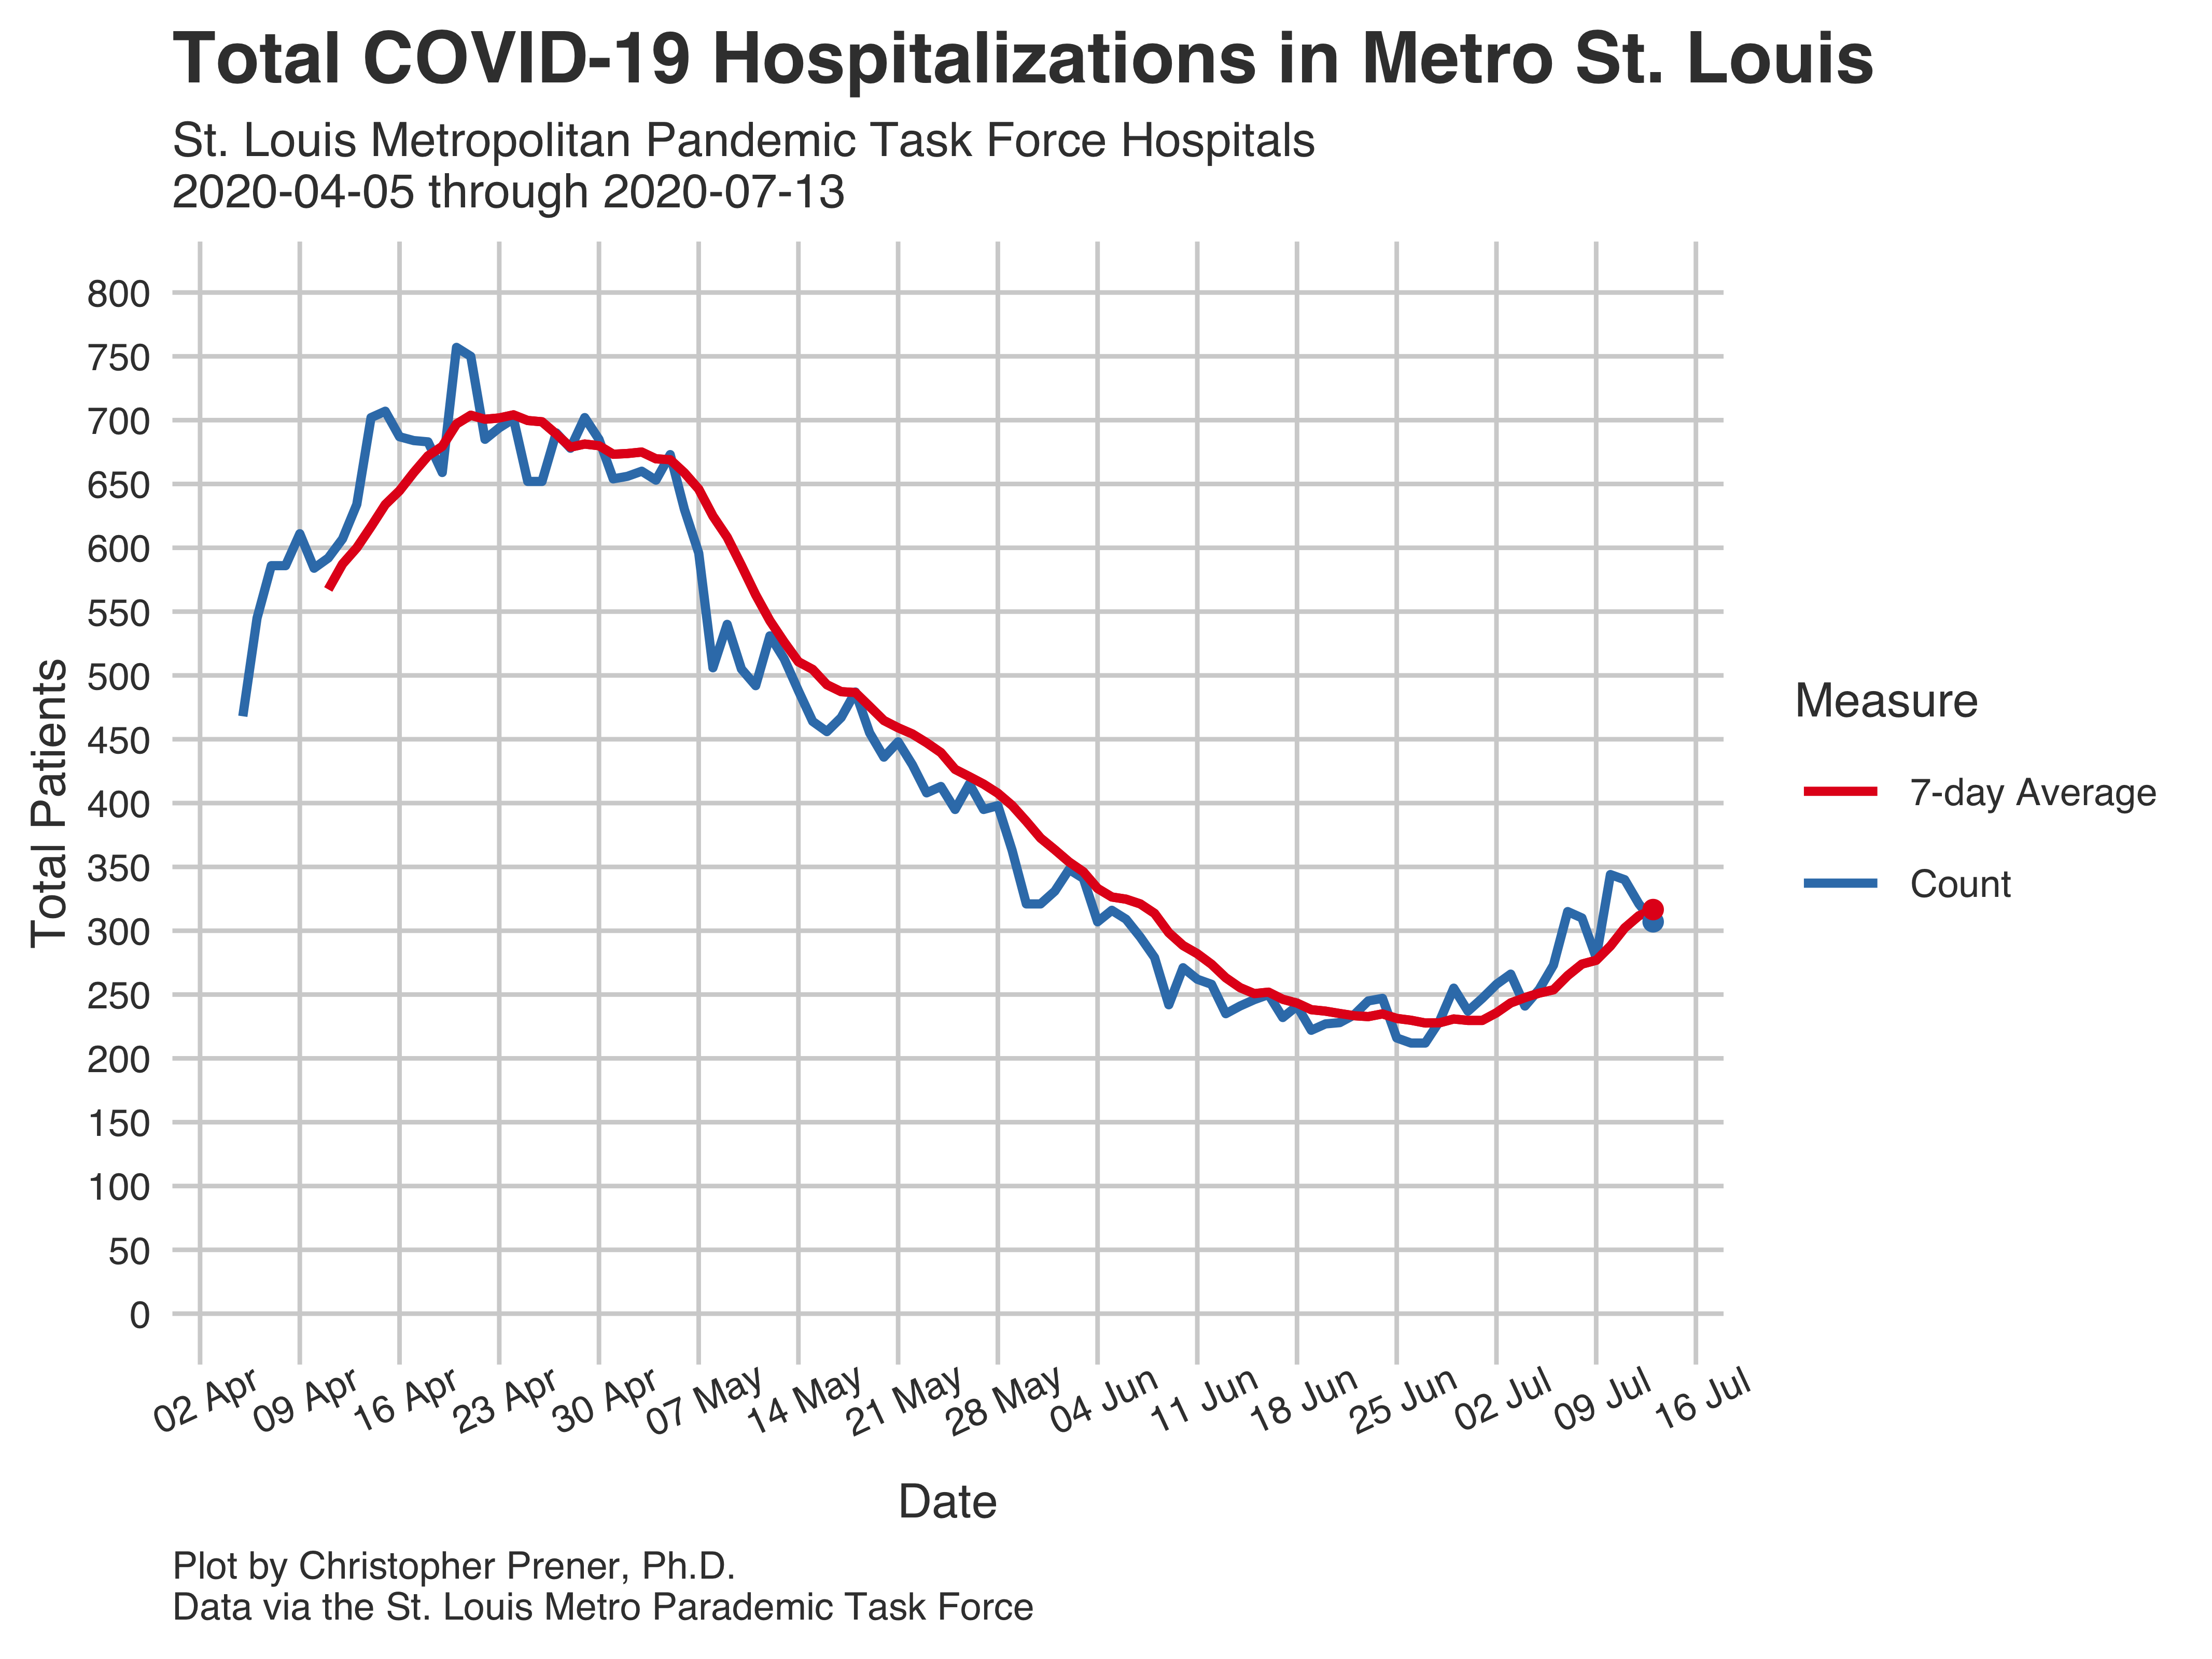 Total COVID-19 Hospitalizations in Metro St. Louis
St. Louis Metropolitan Pandemic Task Force Hospitals
2020-04-05 through 2020-07-13
800
750
700
650
600
550
500
450
400
350
300
250
200
150
100
50
0
Total Patients
02 Apr
09 Apr
16 Apr
23 Apr
30 Apr
07 May
14 May
21 May
28 May
04 Jun
11 Jun
18 Jun
25 Jun
02 Jul
09 Jul
16 Jul
Date
Measure
7-day Average
Count
Plot by Christopher Prener, Ph.D.
Data via the St. Louis Metro Parademic Task Force